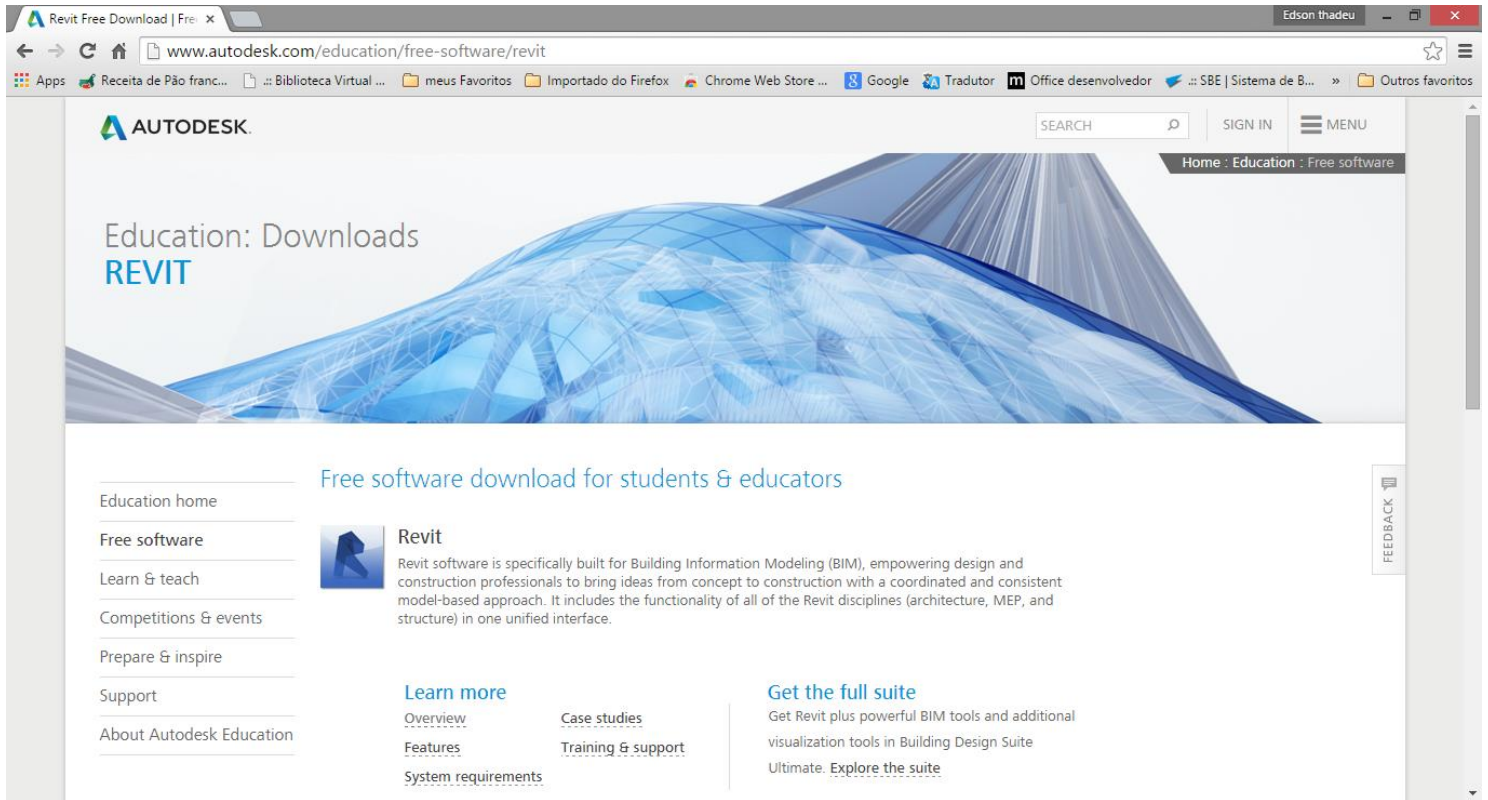 Revit Free Download | Fre
Edson thadeu
www.autodesk.com/education/free-software/revit
Apps Receita de Pão franc... .:: Biblioteca Virtual ... meus Favoritos Importado do Firefox Chrome Web Store ... Google Tradutor Office desenvolvedor .:: SBE | Sistema de B... » Outros favoritos
AUTODESK.
SEARCH SIGN IN MENU
Home : Education : Free software
Education: Downloads
REVIT
Education home
Free software
Learn & teach
Competitions & events
Prepare & inspire
Support
About Autodesk Education
Free software download for students & educators
Revit
Revit software is specifically built for Building Information Modeling (BIM), empowering design and
construction professionals to bring ideas from concept to construction with a coordinated and consistent
model-based approach. It includes the functionality of all of the Revit disciplines (architecture, MEP, and
structure) in one unified interface.
Learn more
Overview Case studies
Features Training & support
System requirements
Get the full suite
Get Revit plus powerful BIM tools and additional
visualization tools in Building Design Suite
Ultimate. Explore the suite
FEEDBACK